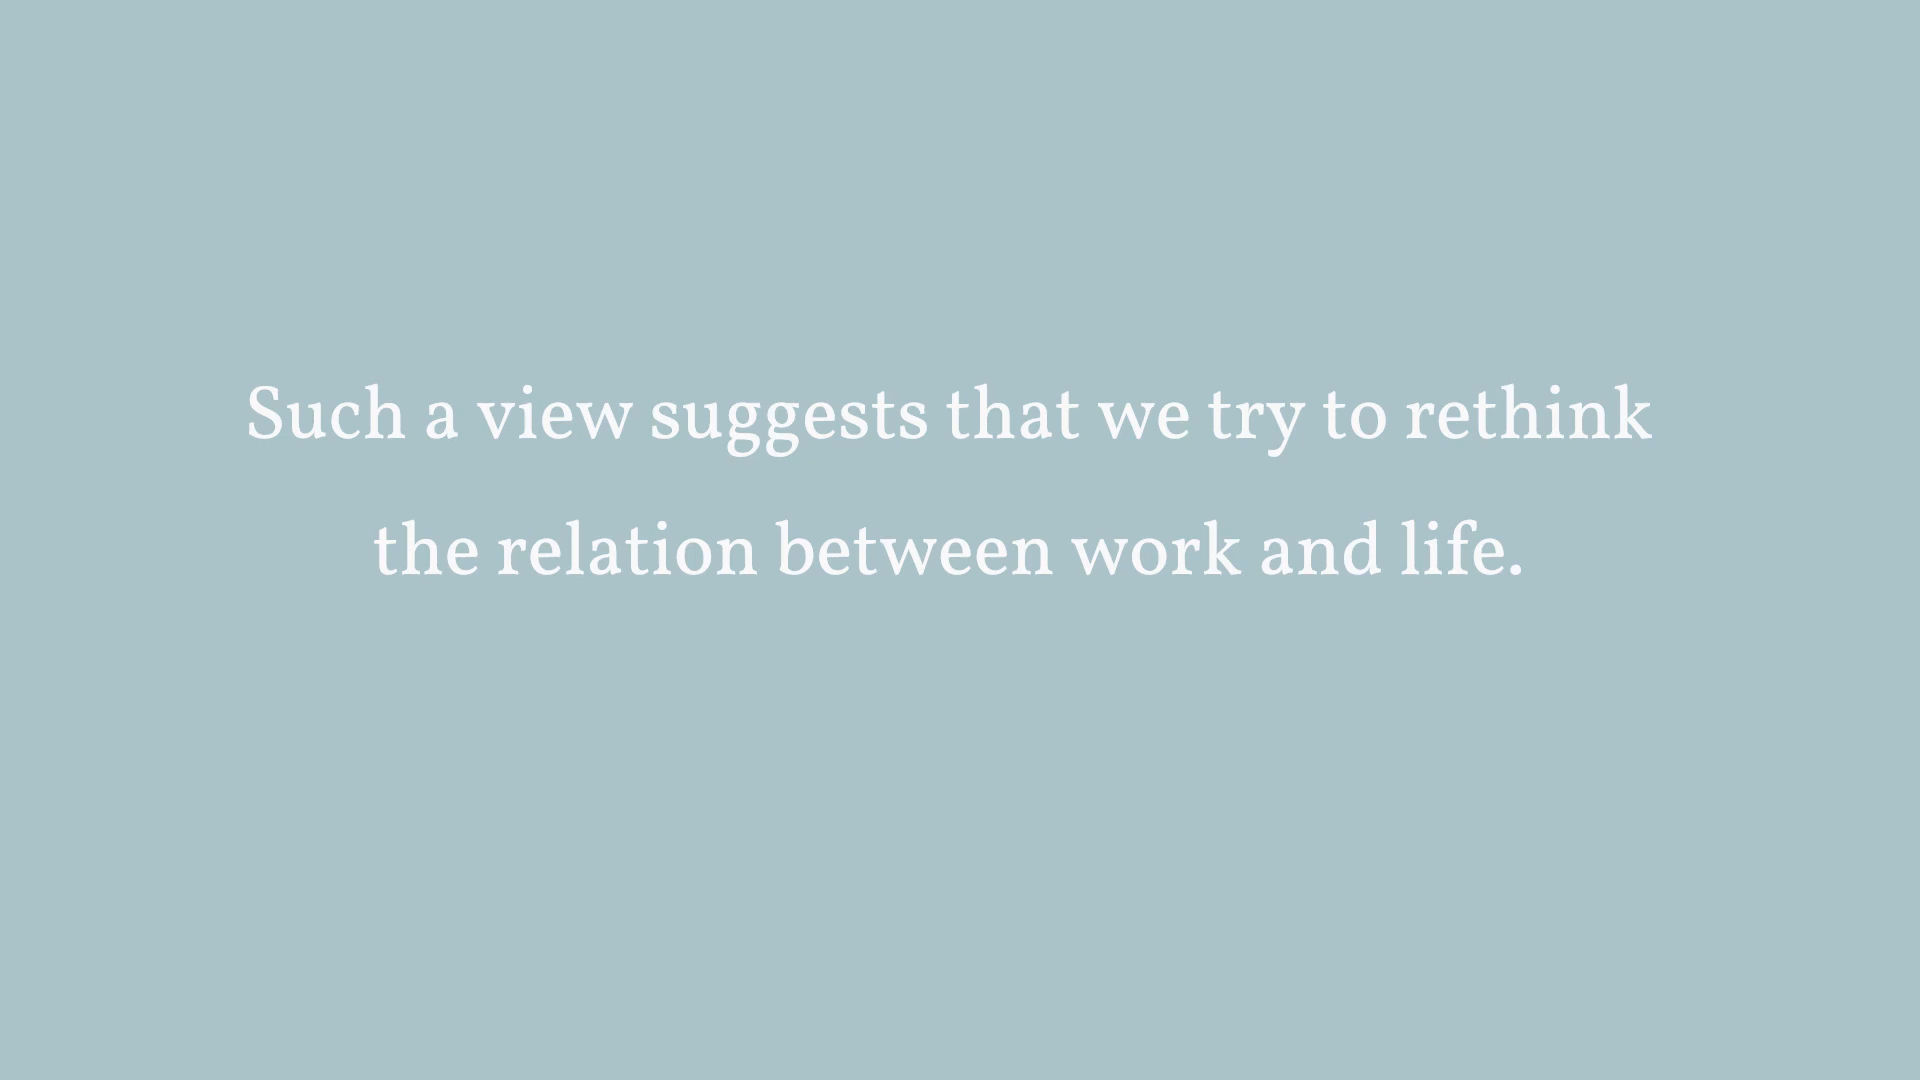 Such a view suggests that we try to rethink
the relation between work and life.